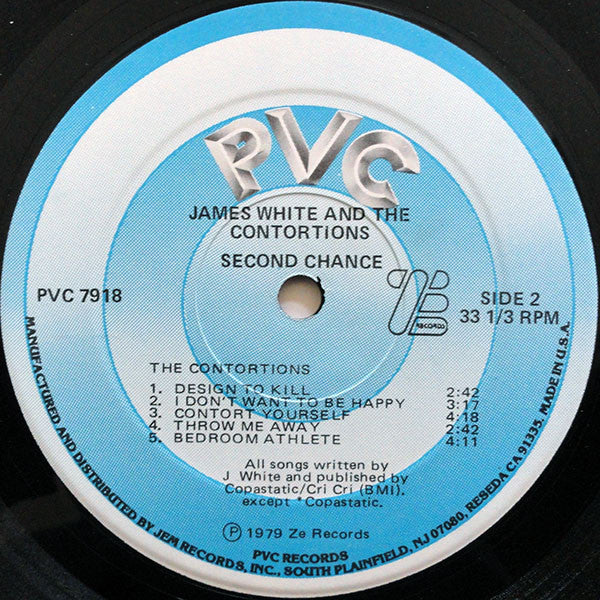 PVC
JAMES WHITE AND THE
CONTORTIONS
SECOND CHANCE
PVC 7918
ZE
RECORDS
SIDE 2
33 1/3 RPM
THE CONTORTIONS
1. DESIGN TO KILL 2:42
2. I DON'T WANT TO BE HAPPY 3:17
3. CONTORT YOURSELF 4:18
4. THROW ME AWAY 2:42
5. BEDROOM ATHLETE 4:11
All songs written by
J White and published by
Copastatic/Cri Cri (BMI).
except *Copastatic.
Ⓟ 1979 Ze Records
PVC RECORDS
MANUFACTURED AND DISTRIBUTED BY JEM RECORDS, INC., SOUTH PLAINFIELD, NJ 07080, RESEDA CA 91335. MADE IN U.S.A.